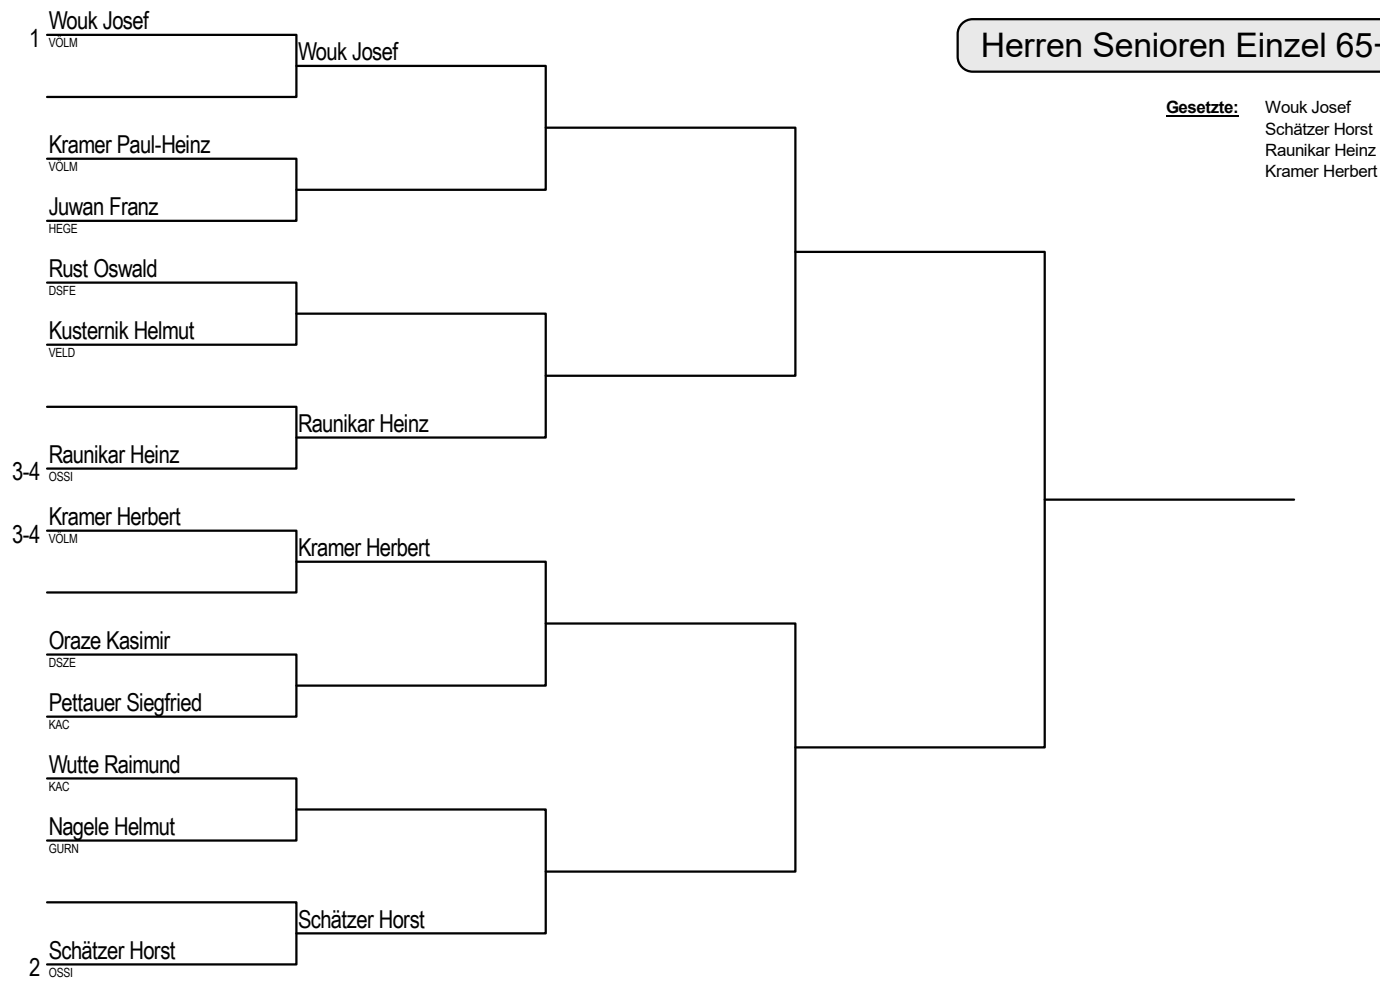 Herren Senioren Einzel 65+
Gesetzte: Wouk Josef
Schätzer Horst
Raunikar Heinz
Kramer Herbert
Wouk Josef
1 VÖLM
Wouk Josef
Kramer Paul-Heinz
VÖLM
Juwan Franz
HEGE
Rust Oswald
DSFE
Kusternik Helmut
VELD
Raunikar Heinz
Raunikar Heinz
3-4 OSSI
Kramer Herbert
3-4 VÖLM
Kramer Herbert
Oraze Kasimir
DSZE
Pettauer Siegfried
KAC
Wutte Raimund
KAC
Nagele Helmut
GURN
Schätzer Horst
Schätzer Horst
2 OSSI